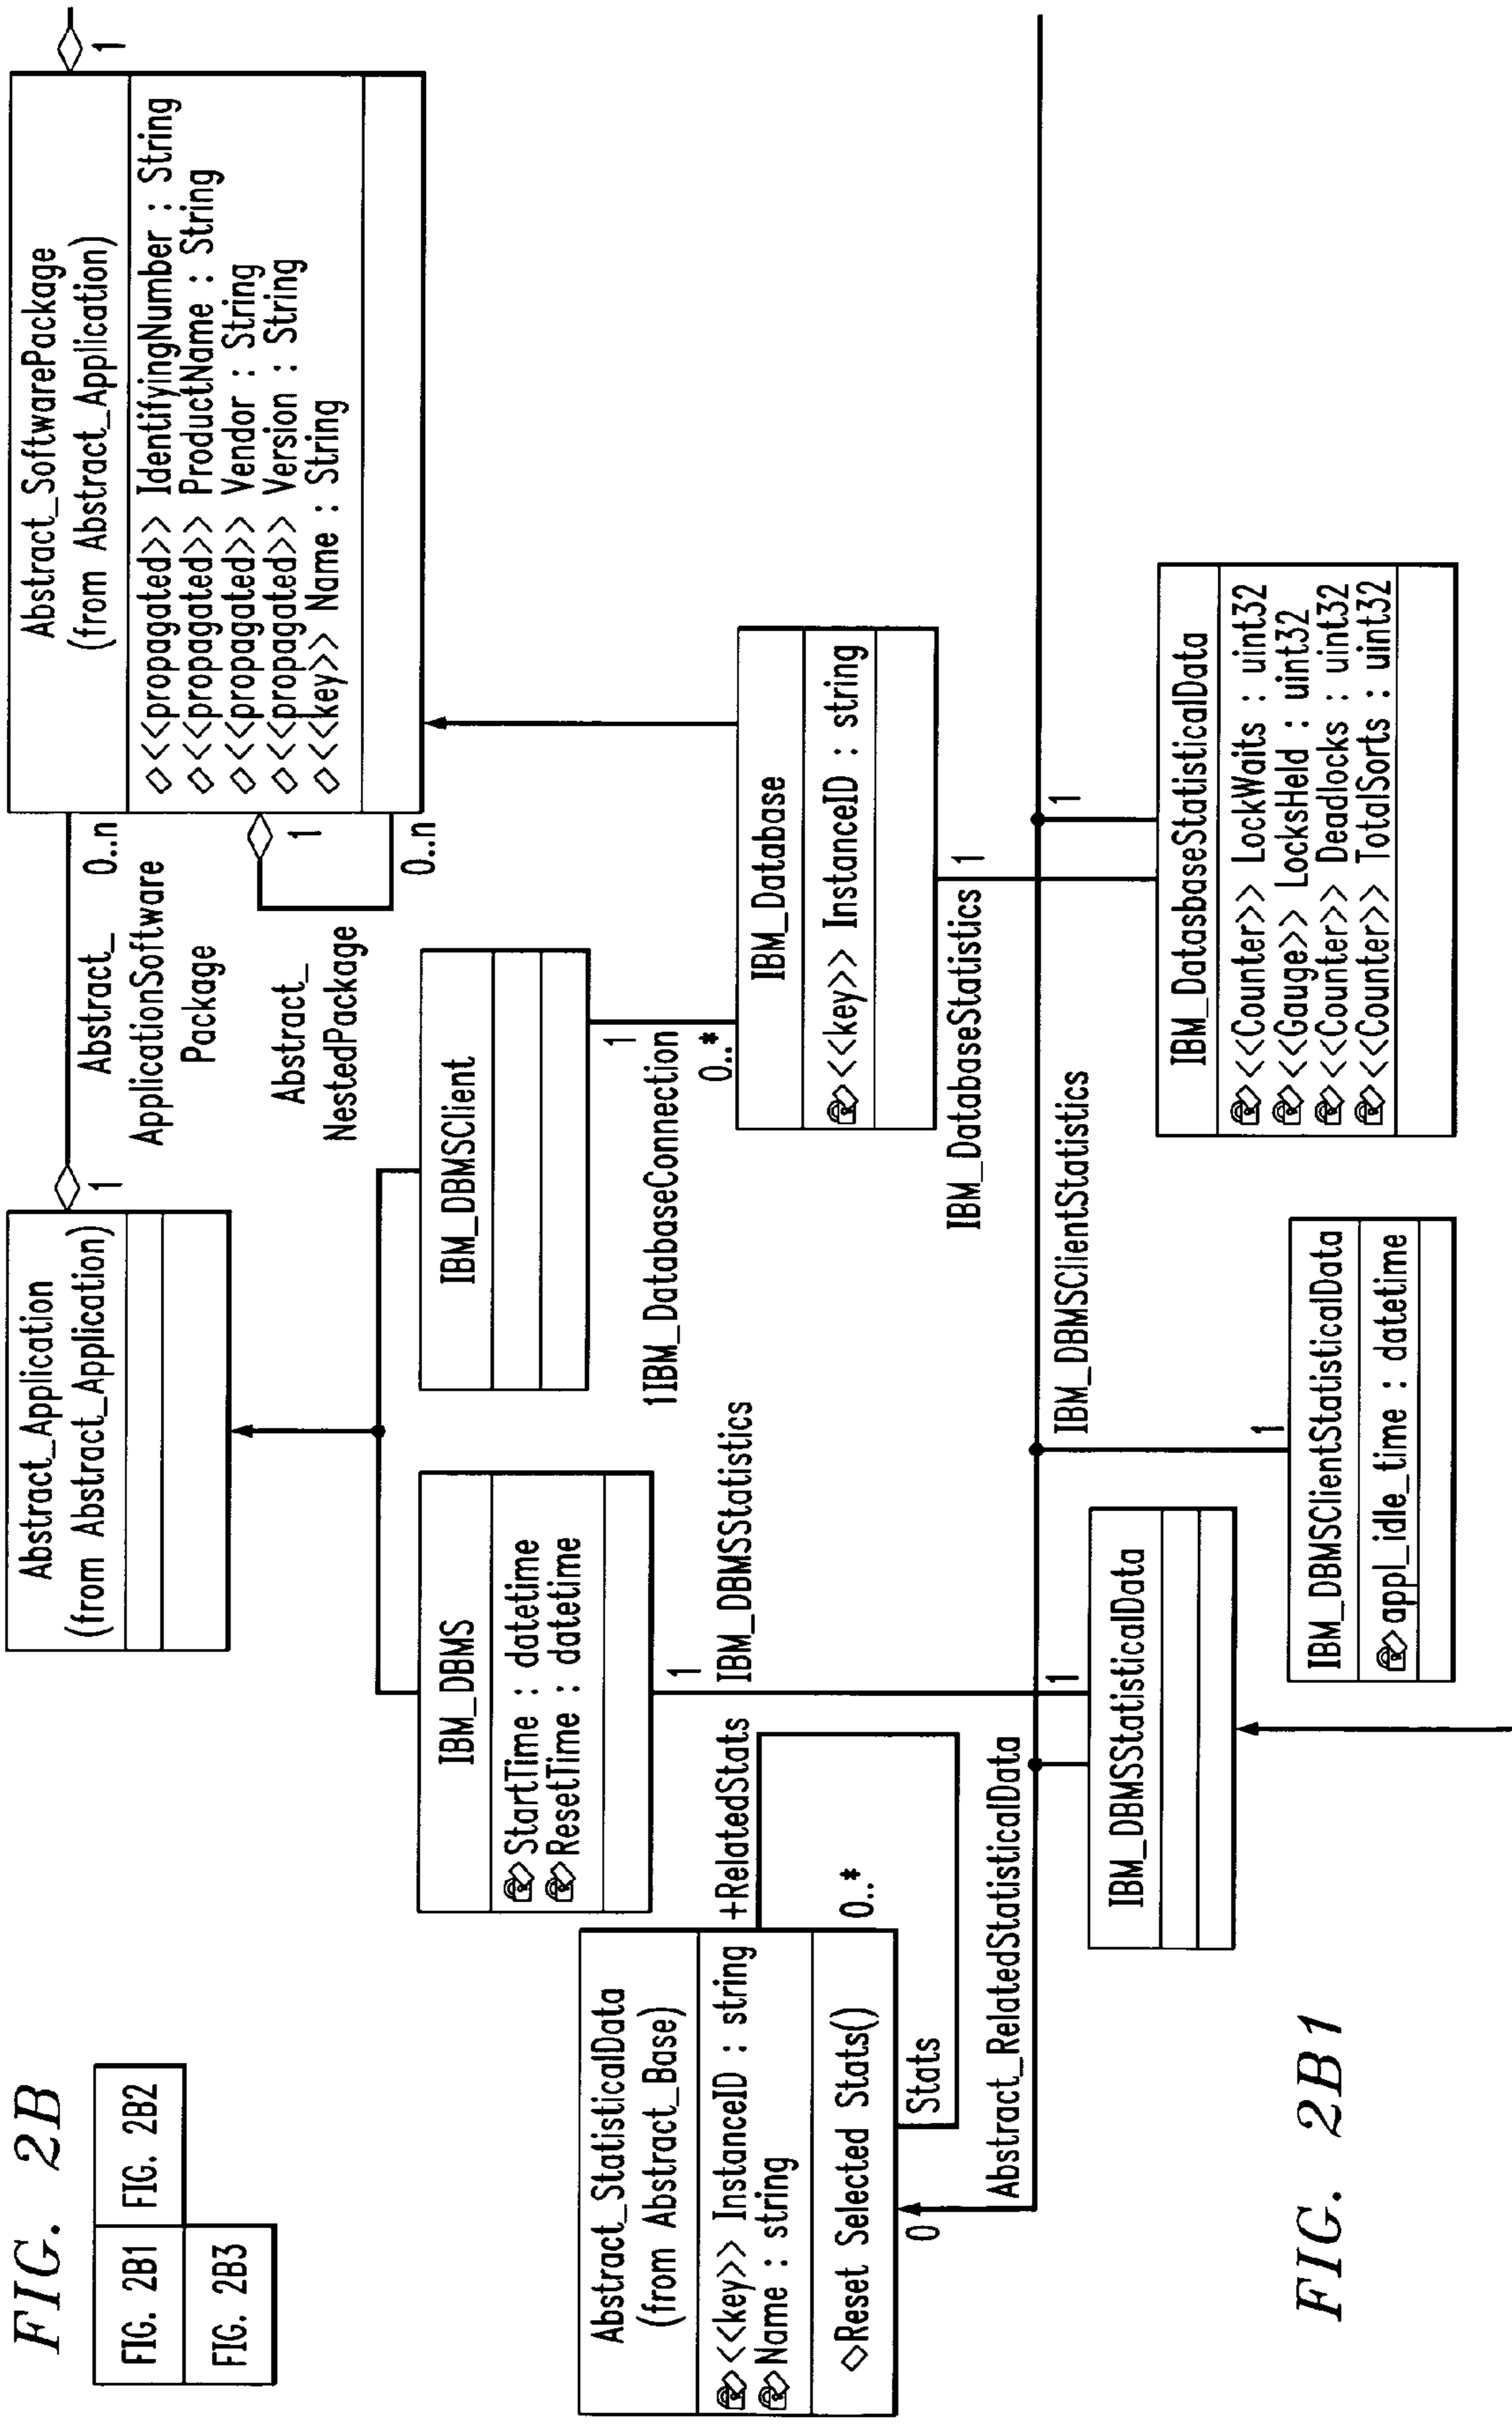 FIG. 2B
FIG. 2B1
FIG. 2B2
FIG. 2B3
Abstract_Application
(from Abstract_Application)
1
Abstract_
ApplicationSoftware
Package
0..n
Abstract_SoftwarePackage
(from Abstract_Application)
<<propagated>> IdentifyingNumber : String
<<propagated>> ProductName : String
<<propagated>> Vendor : String
<<propagated>> Version : String
<<key>> Name : String
1
1
0..n
Abstract_
NestedPackage
IBM_DBMS
StartTime : datetime
ResetTime : datetime
1
IBM_DBMSStatistics
IBM_DBMSClient
1
1IBM_DatabaseConnection
0..*
IBM_Database
<<key>> InstanceID : string
1
IBM_DatabaseStatistics
Abstract_StatisticalData
(from Abstract_Base)
<<key>> InstanceID : string
Name : string
Reset Selected Stats()
+RelatedStats
0..*
Stats
0
Abstract_RelatedStatisticalData
1
IBM_DBMSStatisticalData
IBM_DBMSClientStatistics
1
IBM_DBMSClientStatisticalData
appl_idle_time : datetime
1
IBM_DatasbaseStatisticalData
<<Counter>> LockWaits : uint32
<<Gauge>> LocksHeld : uint32
<<Counter>> Deadlocks : uint32
<<Counter>> TotalSorts : uint32
FIG. 2B1